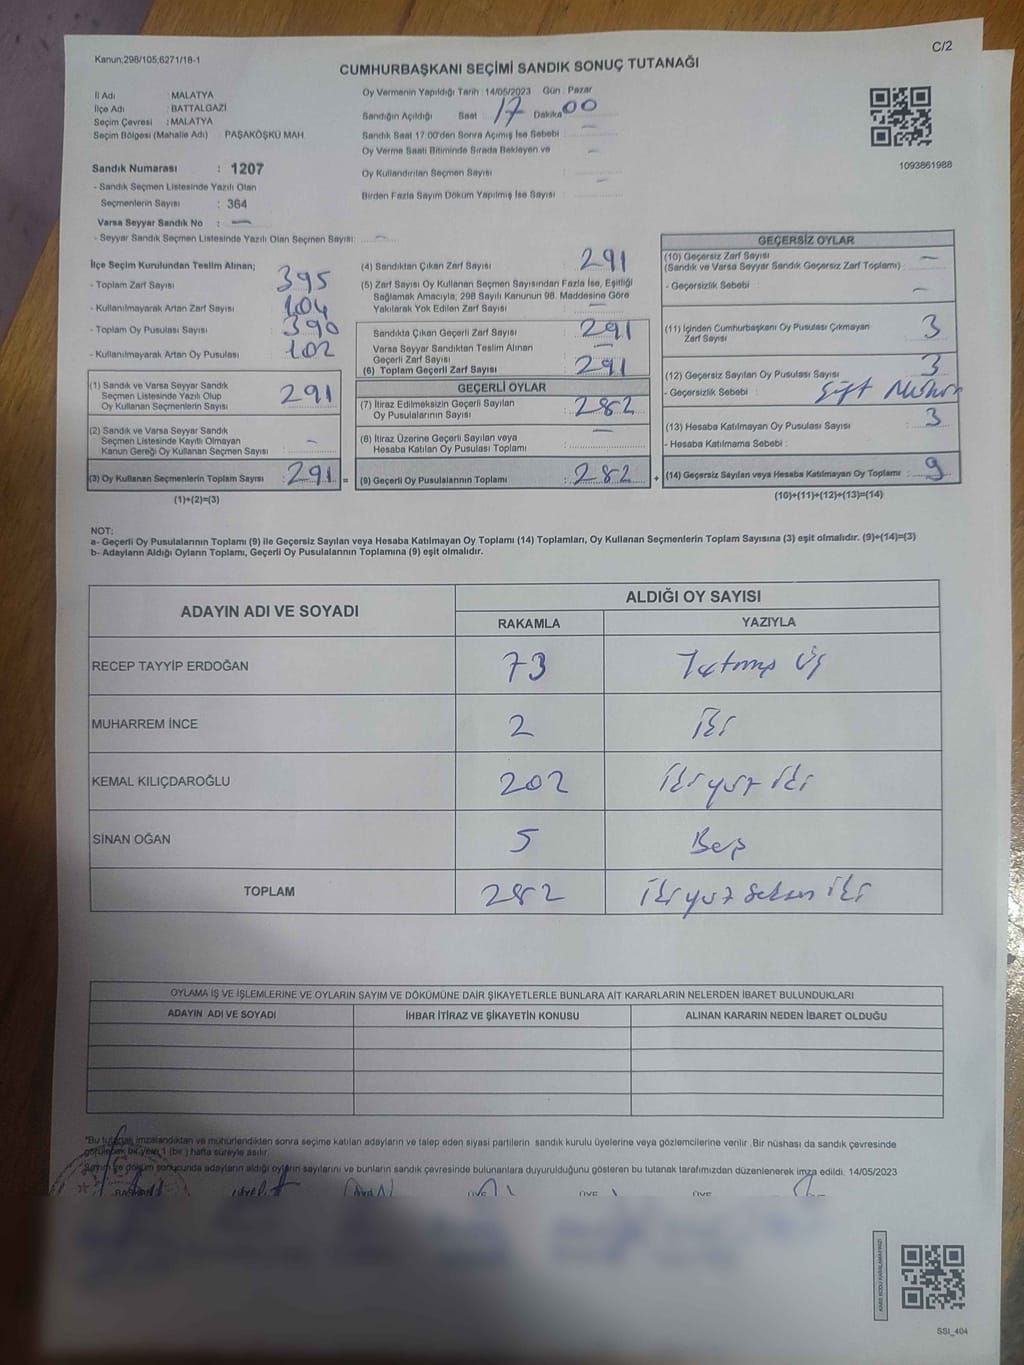 Kanun;298/105,6271/18-1
C/2
CUMHURBAŞKANI SEÇİMİ SANDIK SONUÇ TUTANAĞI
İl Adı : MALATYA
İlçe Adı : BATTALGAZİ
Seçim Çevresi : MALATYA
Seçim Bölgesi (Mahalle Adı) : PAŞAKÖŞKÜ MAH.
Sandık Numarası : 1207
- Sandık Seçmen Listesinde Yazılı Olan
Seçmenlerin Sayısı : 364
Varsa Seyyar Sandık No : —
- Seyyar Sandık Seçmen Listesinde Yazılı Olan Seçmen Sayısı: —
Oy Vermenin Yapıldığı Tarih : 14/05/2023 Gün : Pazar
Sandığın Açıldığı Saat : 17 Dakika 00
Sandık Saat 17.00'den Sonra Açımış İse Sebebi : —
Oy Verme Saati Bitiminde Sırada Bekleyen ve —
Oy Kullandırılan Seçmen Sayısı :
Birden Fazla Sayım Döküm Yapılmış İse Sayısı : —
1093861988
İlçe Seçim Kurulundan Teslim Alınan;
- Toplam Zarf Sayısı 395
- Kullanılmayarak Artan Zarf Sayısı 104
- Toplam Oy Pusulası Sayısı 390
- Kullanılmayarak Artan Oy Pusulası 102
(1) Sandık ve Varsa Seyyar Sandık
Seçmen Listesinde Yazılı Olup
Oy Kullanan Seçmenlerin Sayısı 291
(2) Sandık ve Varsa Seyyar Sandık
Seçmen Listesinde Kayıtlı Olmayan
Kanun Gereği Oy Kullanan Seçmen Sayısı : —
(3) Oy Kullanan Seçmenlerin Toplam Sayısı : 291 =
(1)+(2)=(3)
(4) Sandıktan Çıkan Zarf Sayısı : 291
(5) Zarf Sayısı Oy Kullanan Seçmen Sayısından Fazla İse, Eşitliği
Sağlamak Amacıyla; 298 Sayılı Kanunun 98. Maddesine Göre
Yakılarak Yok Edilen Zarf Sayısı : —
Sandıkta Çıkan Geçerli Zarf Sayısı : 291
Varsa Seyyar Sandıktan Teslim Alınan
Geçerli Zarf Sayısı : —
(6) Toplam Geçerli Zarf Sayısı : 291
GEÇERLİ OYLAR
(7) İtiraz Edilmeksizin Geçerli Sayılan
Oy Pusulalarının Sayısı : 282
(8) İtiraz Üzerine Geçerli Sayılan veya
Hesaba Katılan Oy Pusulası Toplamı : —
(9) Geçerli Oy Pusulalarının Toplamı : 282 +
GEÇERSİZ OYLAR
(10) Geçersiz Zarf Sayısı
(Sandık ve Varsa Seyyar Sandık Geçersiz Zarf Toplamı) : —
- Geçersizlik Sebebi : —
(11) İçinden Cumhurbaşkanı Oy Pusulası Çıkmayan
Zarf Sayısı : 3
(12) Geçersiz Sayılan Oy Pusulası Sayısı : 3
- Geçersizlik Sebebi :
(13) Hesaba Katılmayan Oy Pusulası Sayısı : 3
- Hesaba Katılmama Sebebi :
(14) Geçersiz Sayılan veya Hesaba Katılmayan Oy Toplamı : 9
(10)+(11)+(12)+(13)=(14)
NOT:
a- Geçerli Oy Pusulalarının Toplamı (9) ile Geçersiz Sayılan veya Hesaba Katılmayan Oy Toplamı (14) Toplamları, Oy Kullanan Seçmenlerin Toplam Sayısına (3) eşit olmalıdır. (9)+(14)=(3)
b- Adayların Aldığı Oyların Toplamı, Geçerli Oy Pusulalarının Toplamına (9) eşit olmalıdır.
ADAYIN ADI VE SOYADI ALDIĞI OY SAYISI
RAKAMLA YAZIYLA
RECEP TAYYİP ERDOĞAN 73 Yetmiş Üç
MUHARREM İNCE 2 İki
KEMAL KILIÇDAROĞLU 202 İkiyüz iki
SİNAN OĞAN 5 Beş
TOPLAM 282 İkiyüz Seksen iki
OYLAMA İŞ VE İŞLEMLERİNE VE OYLARIN SAYIM VE DÖKÜMÜNE DAİR ŞİKAYETLERLE BUNLARA AİT KARARLARIN NELERDEN İBARET BULUNDUKLARI
ADAYIN ADI VE SOYADI İHBAR İTİRAZ VE ŞİKAYETİN KONUSU ALINAN KARARIN NEDEN İBARET OLDUĞU
*Bu tutanak imzalandıktan ve mühürlendikten sonra seçime katılan adayların ve talep eden siyasi partilerin sandık kurulu üyelerine veya gözlemcilerine verilir .Bir nüshası da sandık çevresinde
görülecek bir yere 1 (bir ) hafta süreyle asılır.
Sayım ve döküm sonucunda adayların aldığı oyların sayılarını ve bunların sandık çevresinde bulunanlara duyurulduğunu gösteren bu tutanak tarafımızdan düzenlenerek imza edildi. 14/05/2023
BAŞKAN ÜYE ÜYE
SSI_404